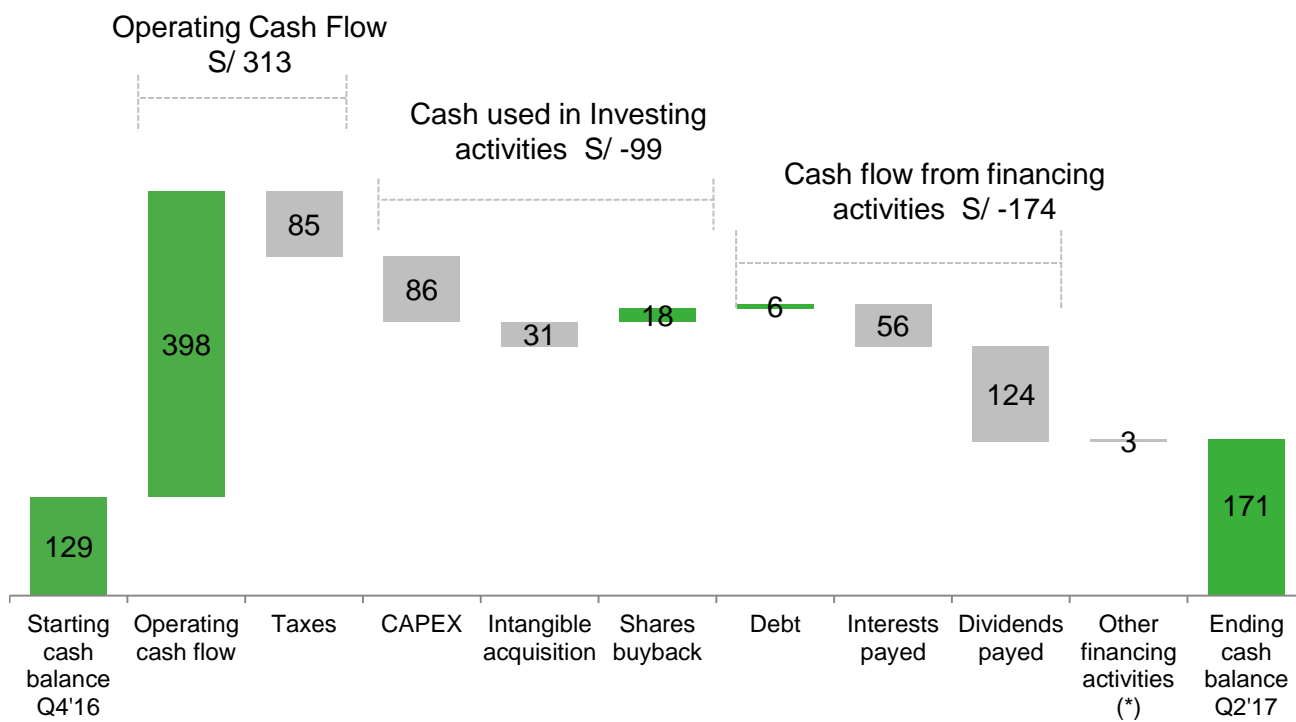 Operating Cash Flow
S/ 313
Cash used in Investing
activities  S/ -99
Cash flow from financing
activities  S/ -174
129
398
85
86
31
18
6
56
124
3
171
Starting
cash
balance
Q4'16
Operating
cash flow
Taxes
CAPEX
Intangible
acquisition
Shares
buyback
Debt
Interests
payed
Dividends
payed
Other
financing
activities
(*)
Ending
cash
balance
Q2'17